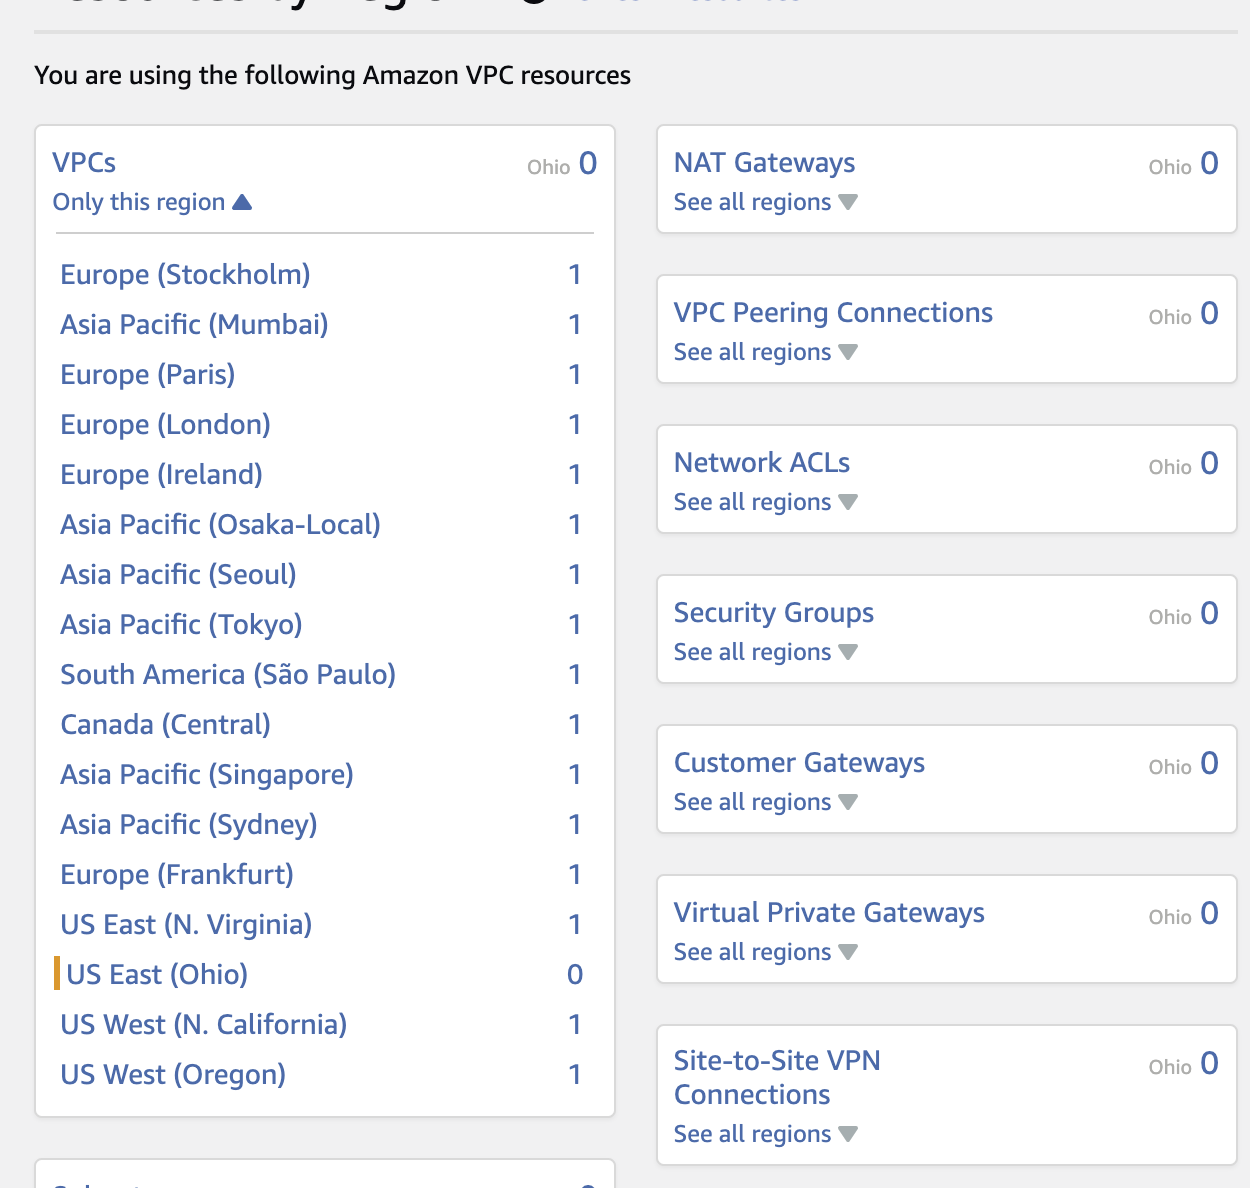 You are using the following Amazon VPC resources
VPCs Ohio 0
Only this region
Europe (Stockholm) 1
Asia Pacific (Mumbai) 1
Europe (Paris) 1
Europe (London) 1
Europe (Ireland) 1
Asia Pacific (Osaka-Local) 1
Asia Pacific (Seoul) 1
Asia Pacific (Tokyo) 1
South America (São Paulo) 1
Canada (Central) 1
Asia Pacific (Singapore) 1
Asia Pacific (Sydney) 1
Europe (Frankfurt) 1
US East (N. Virginia) 1
US East (Ohio) 0
US West (N. California) 1
US West (Oregon) 1
NAT Gateways Ohio 0
See all regions
VPC Peering Connections Ohio 0
See all regions
Network ACLs Ohio 0
See all regions
Security Groups Ohio 0
See all regions
Customer Gateways Ohio 0
See all regions
Virtual Private Gateways Ohio 0
See all regions
Site-to-Site VPN Ohio 0
Connections
See all regions